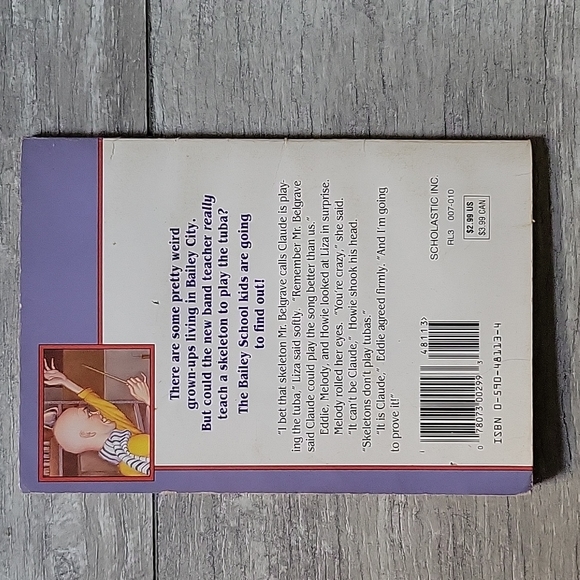 There are some pretty weird
grown-ups living in Bailey City.
But could the new band teacher really
teach a skeleton to play the tuba?
The Bailey School kids are going
to find out!
"I bet that skeleton Mr. Belgrave calls Claude is play-
ing the tuba," Liza said softly. "Remember Mr. Belgrave
said Claude could play the song better than us."
Eddie, Melody, and Howie looked at Liza in surprise.
Melody rolled her eyes. "You're crazy," she said.
"It can't be Claude," Howie shook his head.
"Skeletons don't play tubas."
"It is Claude," Eddie agreed firmly. "And I'm going
to prove it!"
SCHOLASTIC INC.
RL3 007-010
$2.99 US
$3.99 CAN
48113
0 78073 00299 3
ISBN 0-590-48113-4